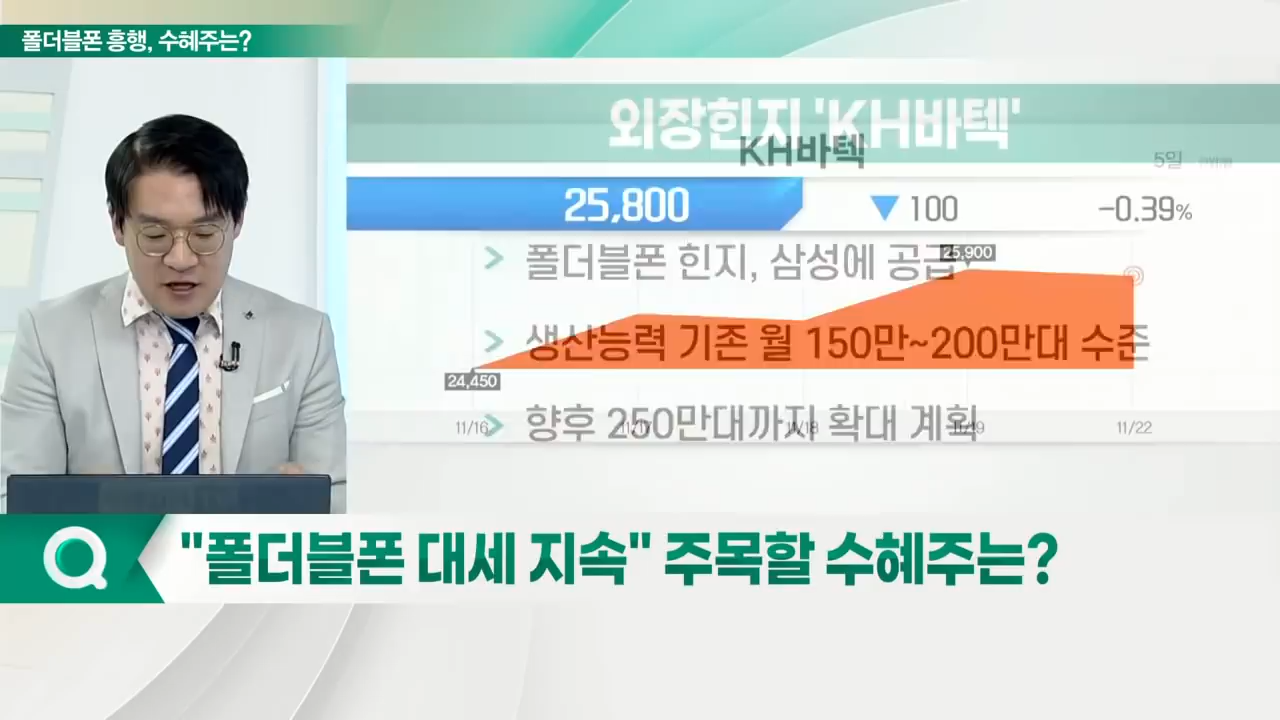 폴더블폰 흥행, 수혜주는?
외장힌지 'KH바텍'
KH바텍
5일
25,800 ▼100 -0.39%
폴더블폰 힌지, 삼성에 공급
25,900
생산능력 기존 월 150만~200만대 수준
24,450
향후 250만대까지 확대 계획
11/16 11/17 11/18 11/19 11/22
"폴더블폰 대세 지속" 주목할 수혜주는?